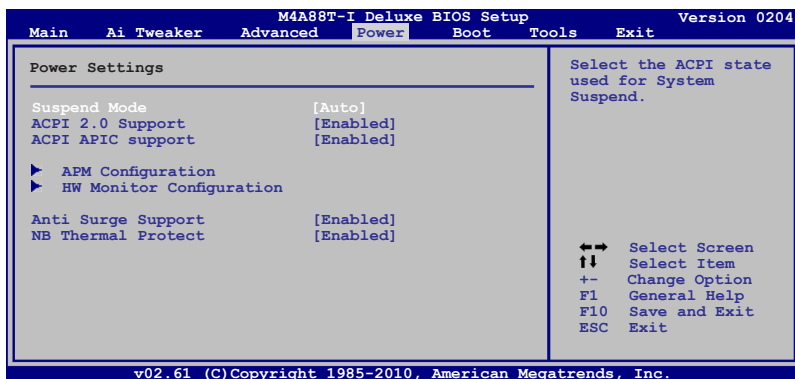 M4A88T-I Deluxe BIOS Setup Version 0204
Main Ai Tweaker Advanced Power Boot Tools Exit
Power Settings
Suspend Mode [Auto]
ACPI 2.0 Support [Enabled]
ACPI APIC support [Enabled]
APM Configuration
HW Monitor Configuration
Anti Surge Support [Enabled]
NB Thermal Protect [Enabled]
Select the ACPI state
used for System
Suspend.
←→ Select Screen
↑↓ Select Item
+- Change Option
F1 General Help
F10 Save and Exit
ESC Exit
v02.61 (C)Copyright 1985-2010, American Megatrends, Inc.